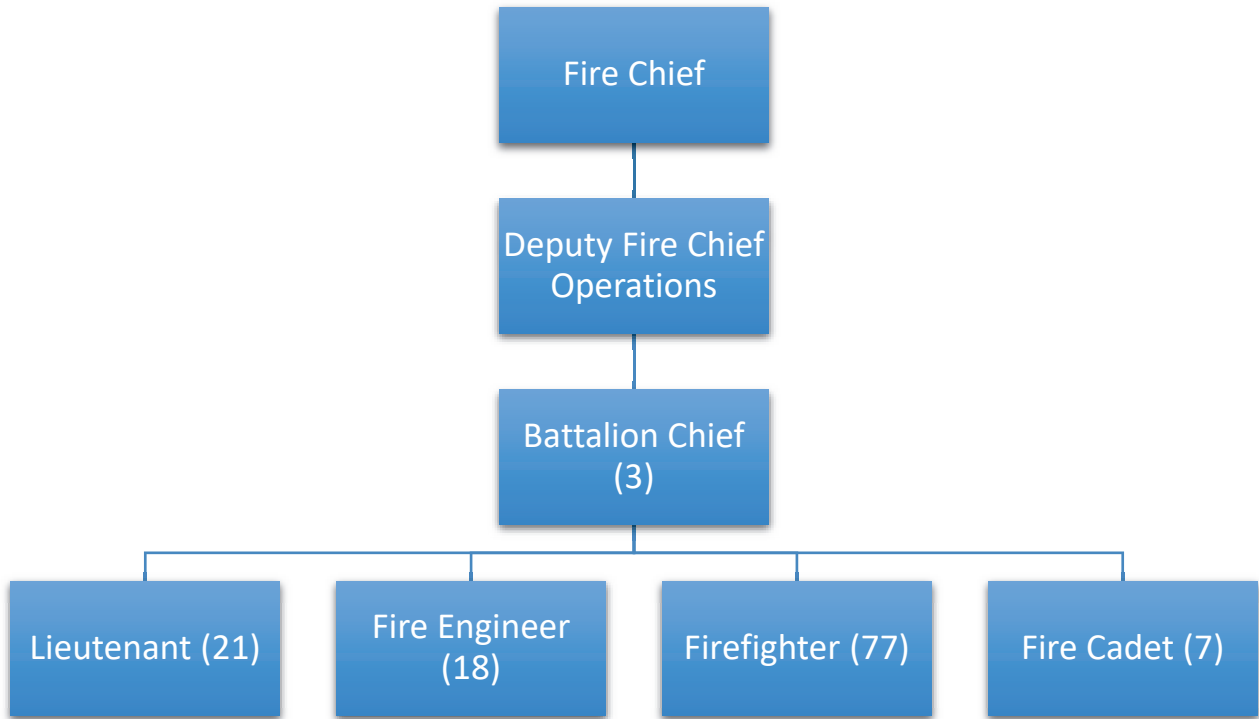 Fire Chief
Deputy Fire Chief
Operations
Battalion Chief
(3)
Lieutenant (21)
Fire Engineer
(18)
Firefighter (77)
Fire Cadet (7)